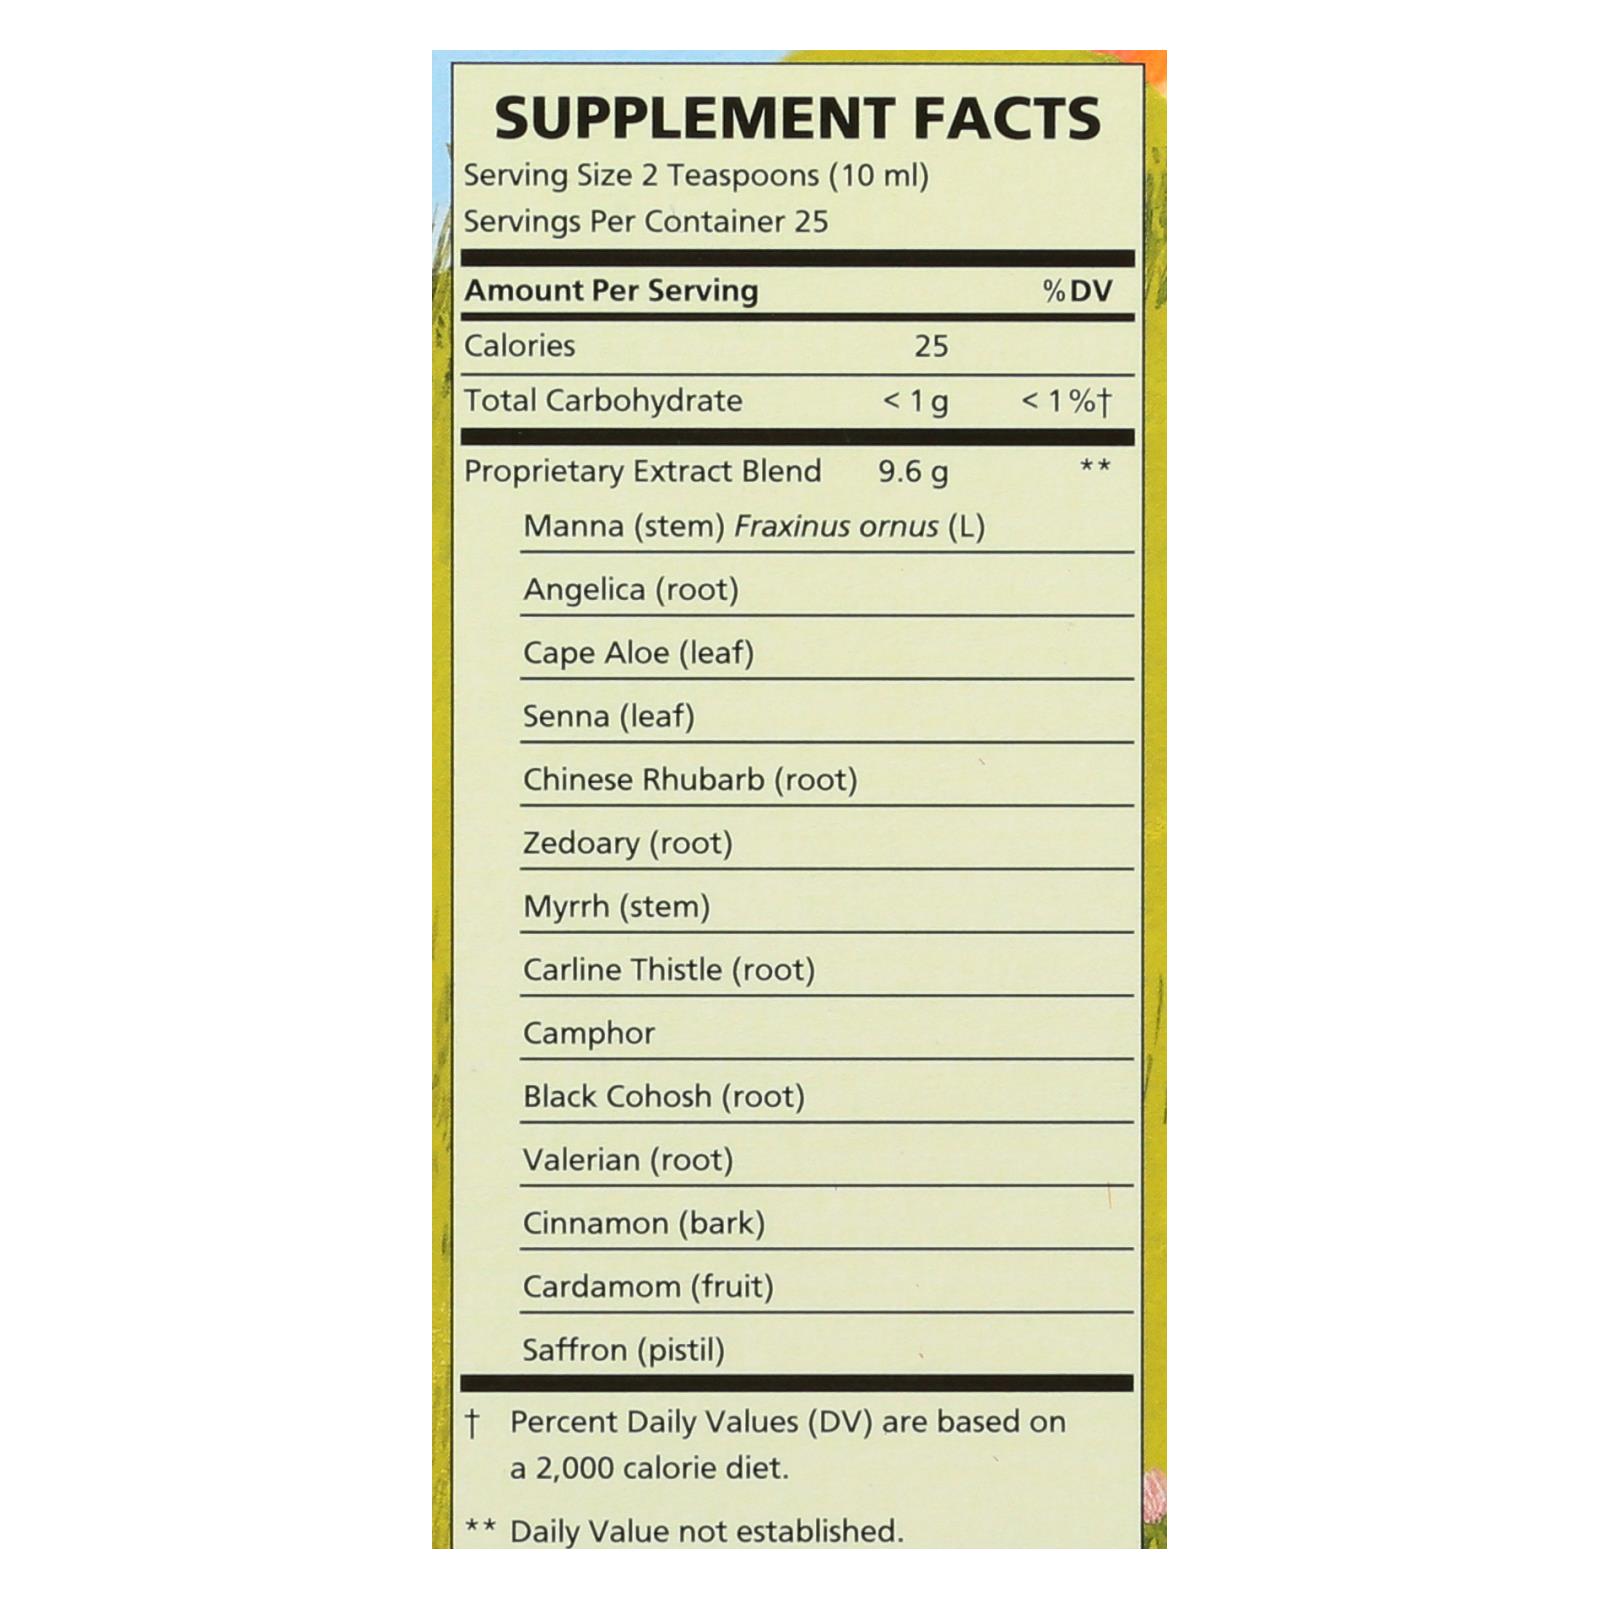 SUPPLEMENT FACTS
Serving Size 2 Teaspoons (10 ml)
Servings Per Container 25
Amount Per Serving %DV
Calories 25
Total Carbohydrate < 1 g < 1%†
Proprietary Extract Blend 9.6 g **
Manna (stem) Fraxinus ornus (L)
Angelica (root)
Cape Aloe (leaf)
Senna (leaf)
Chinese Rhubarb (root)
Zedoary (root)
Myrrh (stem)
Carline Thistle (root)
Camphor
Black Cohosh (root)
Valerian (root)
Cinnamon (bark)
Cardamom (fruit)
Saffron (pistil)
† Percent Daily Values (DV) are based on
a 2,000 calorie diet.
** Daily Value not established.